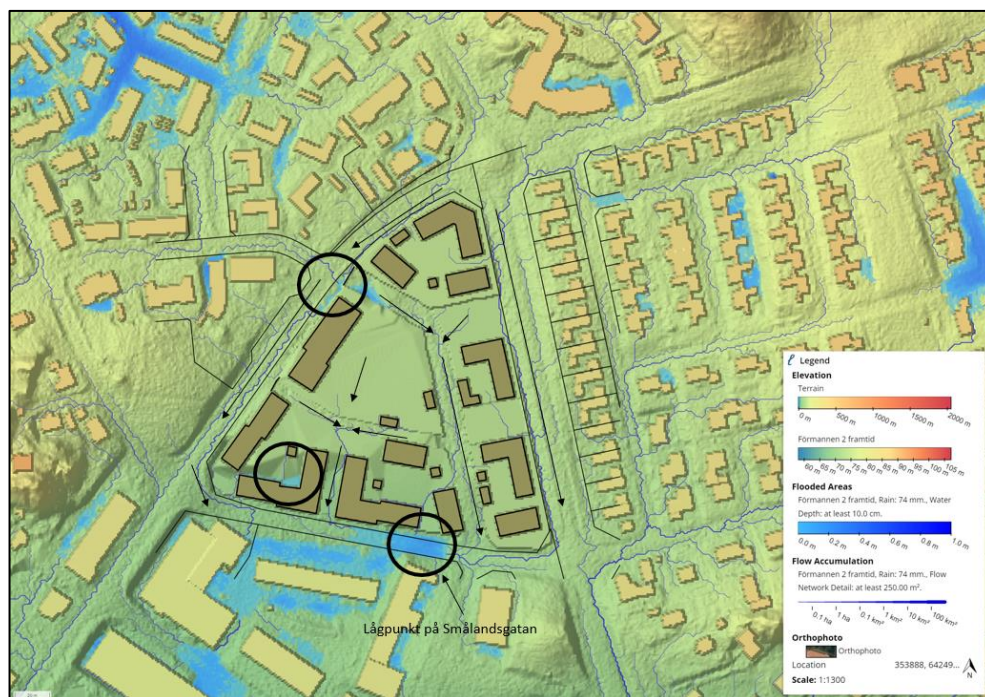 Lågpunkt på Smålandsgatan
Legend
Elevation
Terrain
0 m 500 m 1000 m 1500 m 2000 m
Förmannen 2 framtid
60 m 65 m 70 m 75 m 80 m 85 m 90 m 95 m 100 m 105 m
Flooded Areas
Förmannen 2 framtid, Rain: 74 mm., Water
Depth: at least 10.0 cm.
0.0 m 0.2 m 0.4 m 0.6 m 0.8 m 1.0 m
Flow Accumulation
Förmannen 2 framtid, Rain: 74 mm., Flow
Network Detail: at least 250.00 m².
0.1 ha 1 ha 0.1 km² 1 km² 10 km² 100 km²
Orthophoto
Orthophoto
Location 353888, 64249...
Scale: 1:1300
N